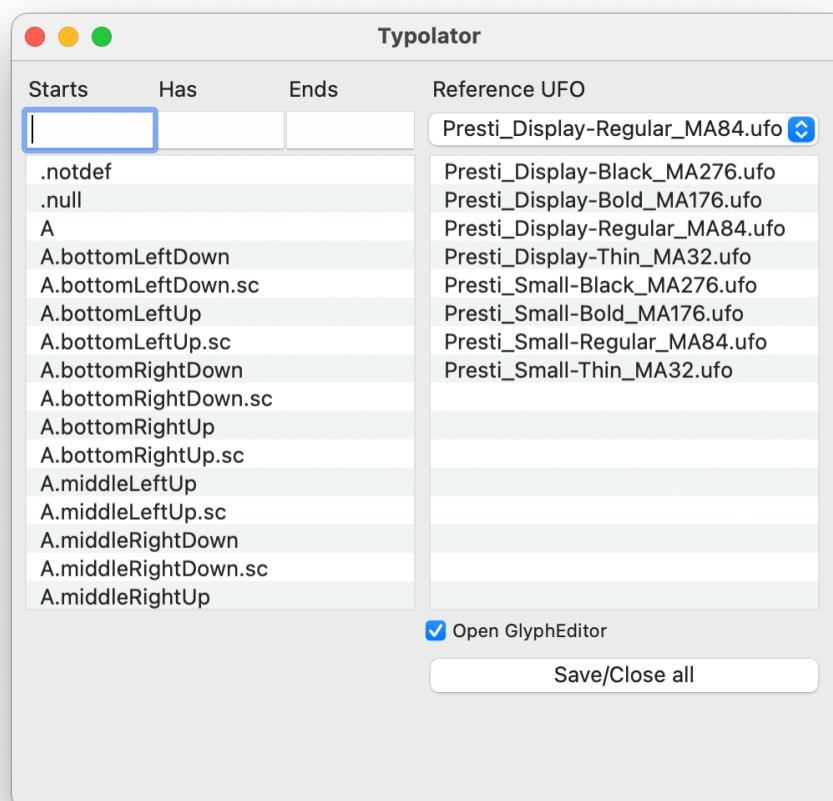 Typolator
Starts Has Ends Reference UFO
Presti_Display-Regular_MA84.ufo
.notdef
.null
A
A.bottomLeftDown
A.bottomLeftDown.sc
A.bottomLeftUp
A.bottomLeftUp.sc
A.bottomRightDown
A.bottomRightDown.sc
A.bottomRightUp
A.bottomRightUp.sc
A.middleLeftUp
A.middleLeftUp.sc
A.middleRightDown
A.middleRightDown.sc
A.middleRightUp
Presti_Display-Black_MA276.ufo
Presti_Display-Bold_MA176.ufo
Presti_Display-Regular_MA84.ufo
Presti_Display-Thin_MA32.ufo
Presti_Small-Black_MA276.ufo
Presti_Small-Bold_MA176.ufo
Presti_Small-Regular_MA84.ufo
Presti_Small-Thin_MA32.ufo
Open GlyphEditor
Save/Close all